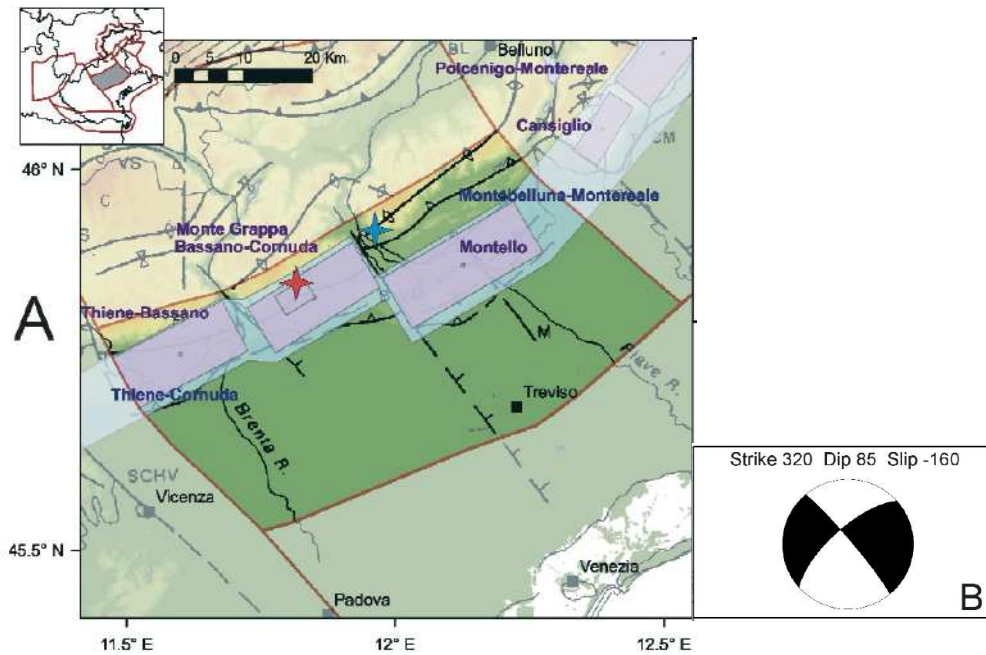 0 5 10 20 Km
BL
Belluno
Polcenigo-Montereale
Cansiglio
CM
46° N
VS
Montebelluna-Montereale
Monte Grappa
Bassano-Cornuda
Montello
A
Thiene-Bassano
M
Piave R.
Thiene-Cornuda
Treviso
Brenta R.
SCHV
Vicenza
45.5° N
Venezia
Padova
11.5° E 12° E 12.5° E
Strike 320 Dip 85 Slip -160
B